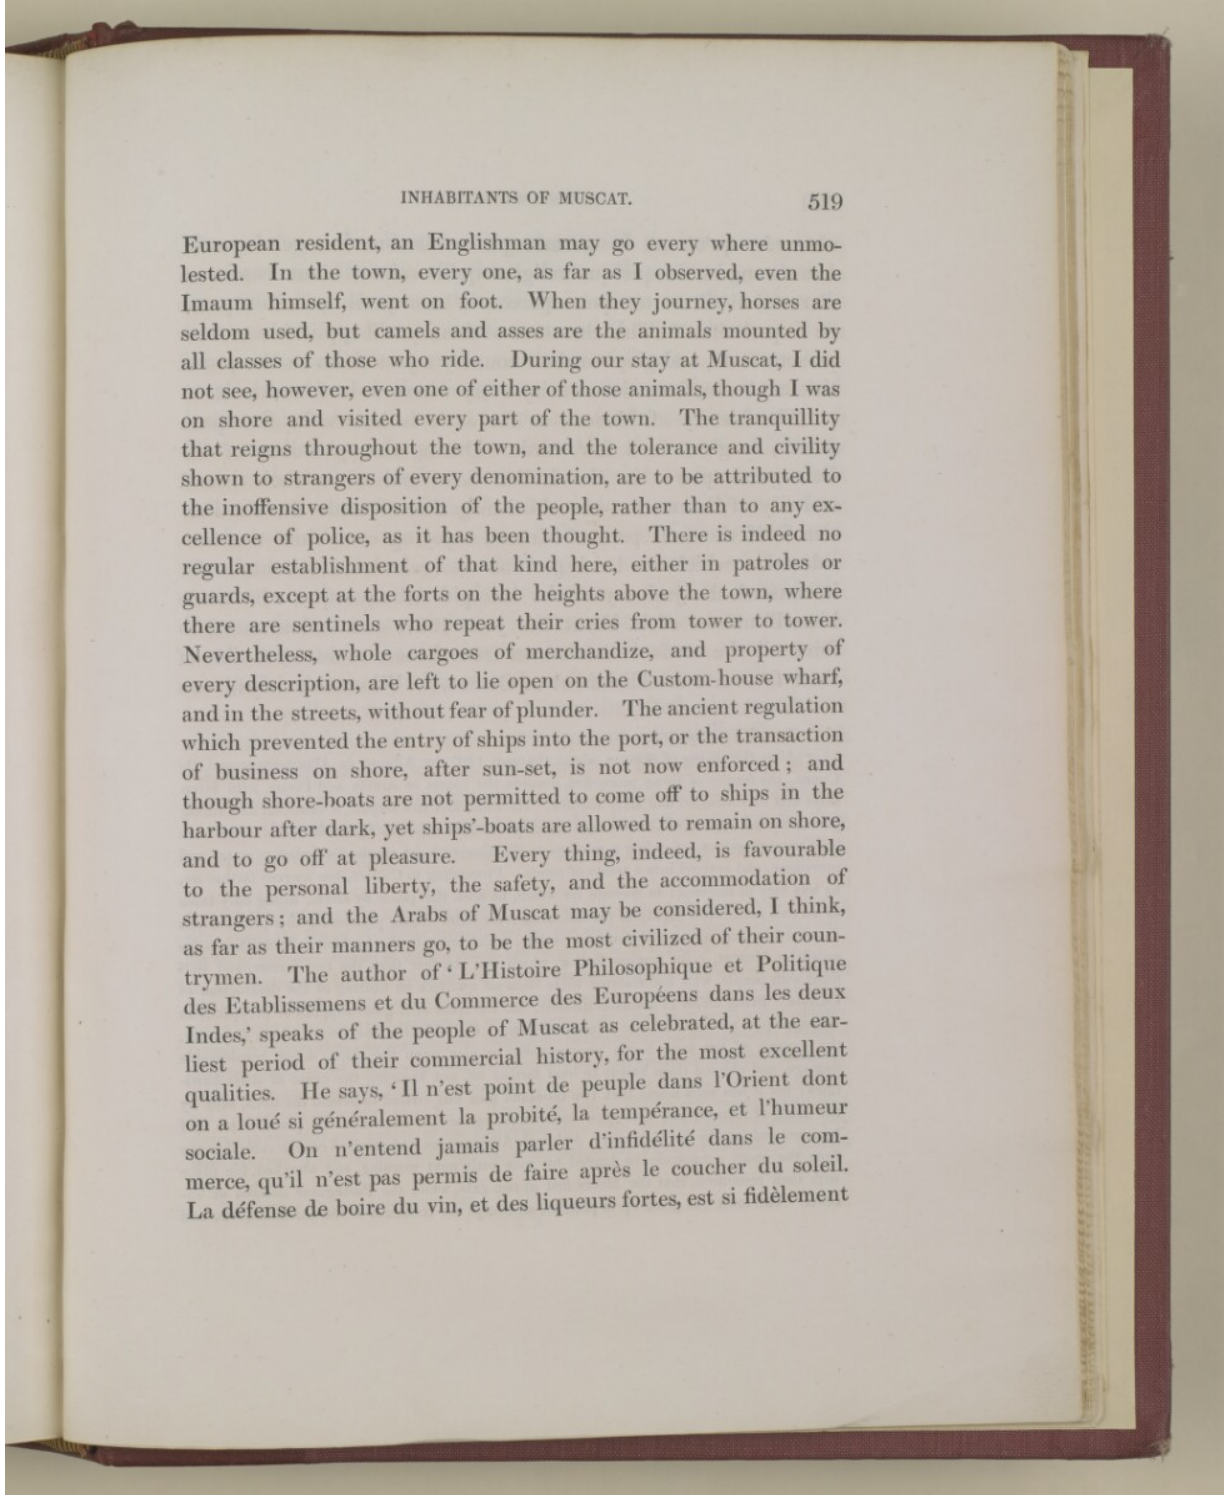 INHABITANTS OF MUSCAT. 519
European resident, an Englishman may go every where unmo-
lested. In the town, every one, as far as I observed, even the
Imaum himself, went on foot. When they journey, horses are
seldom used, but camels and asses are the animals mounted by
all classes of those who ride. During our stay at Muscat, I did
not see, however, even one of either of those animals, though I was
on shore and visited every part of the town. The tranquillity
that reigns throughout the town, and the tolerance and civility
shown to strangers of every denomination, are to be attributed to
the inoffensive disposition of the people, rather than to any ex-
cellence of police, as it has been thought. There is indeed no
regular establishment of that kind here, either in patroles or
guards, except at the forts on the heights above the town, where
there are sentinels who repeat their cries from tower to tower.
Nevertheless, whole cargoes of merchandize, and property of
every description, are left to lie open on the Custom-house wharf,
and in the streets, without fear of plunder. The ancient regulation
which prevented the entry of ships into the port, or the transaction
of business on shore, after sun-set, is not now enforced; and
though shore-boats are not permitted to come off to ships in the
harbour after dark, yet ships'-boats are allowed to remain on shore,
and to go off at pleasure. Every thing, indeed, is favourable
to the personal liberty, the safety, and the accommodation of
strangers; and the Arabs of Muscat may be considered, I think,
as far as their manners go, to be the most civilized of their coun-
trymen. The author of ‘L'Histoire Philosophique et Politique
des Etablissemens et du Commerce des Européens dans les deux
Indes,’ speaks of the people of Muscat as celebrated, at the ear-
liest period of their commercial history, for the most excellent
qualities. He says, ‘Il n'est point de peuple dans l'Orient dont
on a loué si généralement la probité, la tempérance, et l'humeur
sociale. On n'entend jamais parler d'infidélité dans le com-
merce, qu'il n'est pas permis de faire après le coucher du soleil.
La défense de boire du vin, et des liqueurs fortes, est si fidèlement